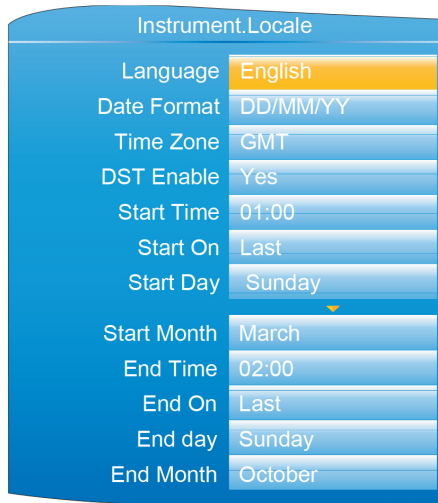 Instrument.Locale
Language English
Date Format DD/MM/YY
Time Zone GMT
DST Enable Yes
Start Time 01:00
Start On Last
Start Day Sunday
Start Month March
End Time 02:00
End On Last
End day Sunday
End Month October